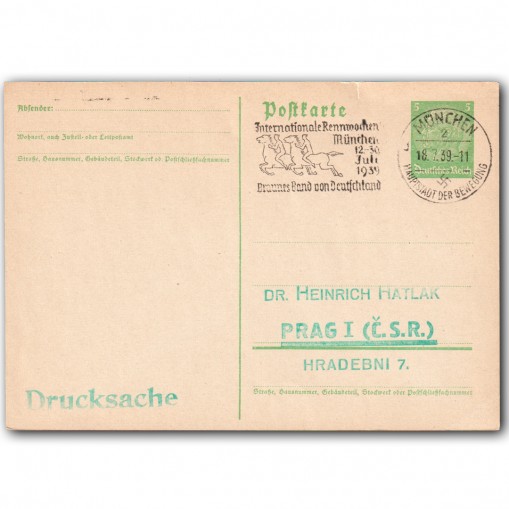 Absender:
Wohnort, auch Zustell- oder Leitpostamt
Straße, Hausnummer, Gebäudeteil, Stockwerk od. Postschließfachnummer
Postkarte
Internationale Rennwochen
München
12-30.
Juli
1939
Braunes Band von Deutschland
5 5
MÜNCHEN
2
18.7.39-11
HAUPTSTADT DER BEWEGUNG
Deutsches Reich
DR. HEINRICH HATLAK
PRAG I (Č.S.R.)
HRADEBNI 7.
Straße, Hausnummer, Gebäudeteil, Stockwerk od. Postschließfachnummer
Drucksache